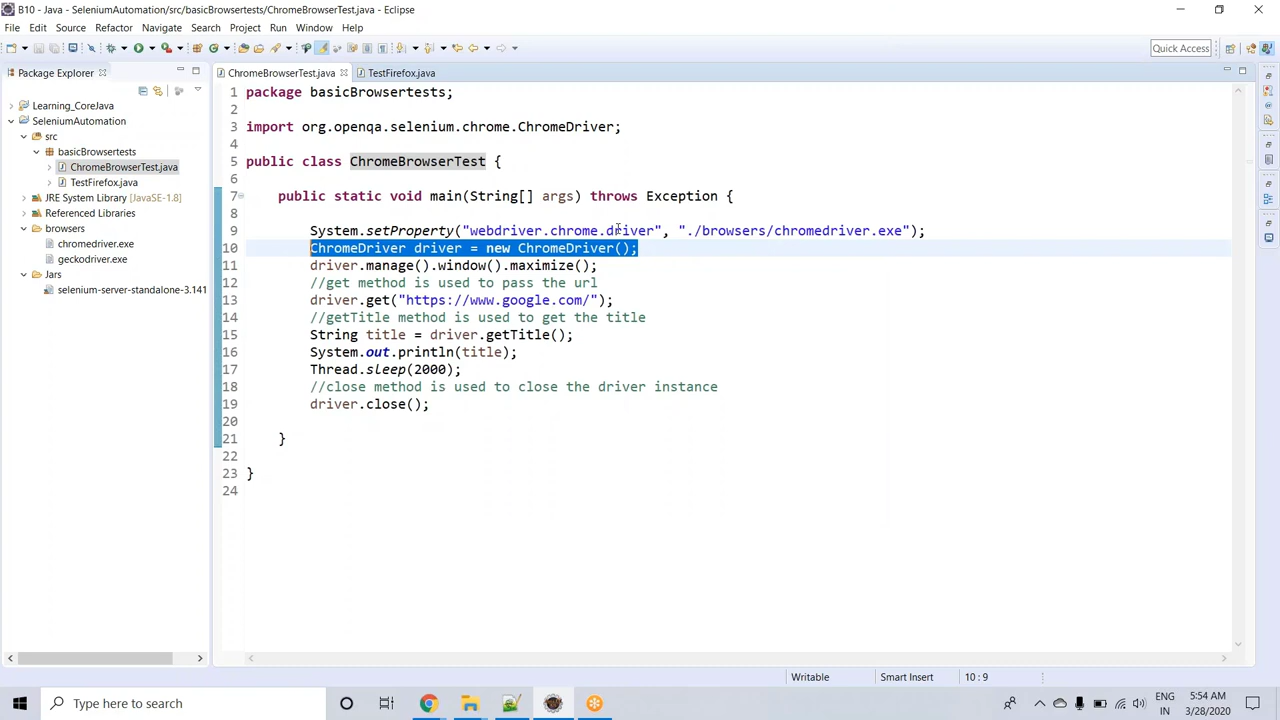 B10 - Java - SeleniumAutomation/src/basicBrowsertests/ChromeBrowserTest.java - Eclipse
File Edit Source Refactor Navigate Search Project Run Window Help
Quick Access
Package Explorer
ChromeBrowserTest.java
TestFirefox.java
Learning_CoreJava
SeleniumAutomation
src
basicBrowsertests
ChromeBrowserTest.java
TestFirefox.java
JRE System Library [JavaSE-1.8]
Referenced Libraries
browsers
chromedriver.exe
geckodriver.exe
Jars
selenium-server-standalone-3.141
1 package basicBrowsertests;
2
3 import org.openqa.selenium.chrome.ChromeDriver;
4
5 public class ChromeBrowserTest {
6
7 public static void main(String[] args) throws Exception {
8
9 System.setProperty("webdriver.chrome.driver", "./browsers/chromedriver.exe");
10 ChromeDriver driver = new ChromeDriver();
11 driver.manage().window().maximize();
12 //get method is used to pass the url
13 driver.get("https://www.google.com/");
14 //getTitle method is used to get the title
15 String title = driver.getTitle();
16 System.out.println(title);
17 Thread.sleep(2000);
18 //close method is used to close the driver instance
19 driver.close();
20
21 }
22
23 }
24
Writable Smart Insert 10 : 9
Type here to search
ENG
IN
5:54 AM
3/28/2020